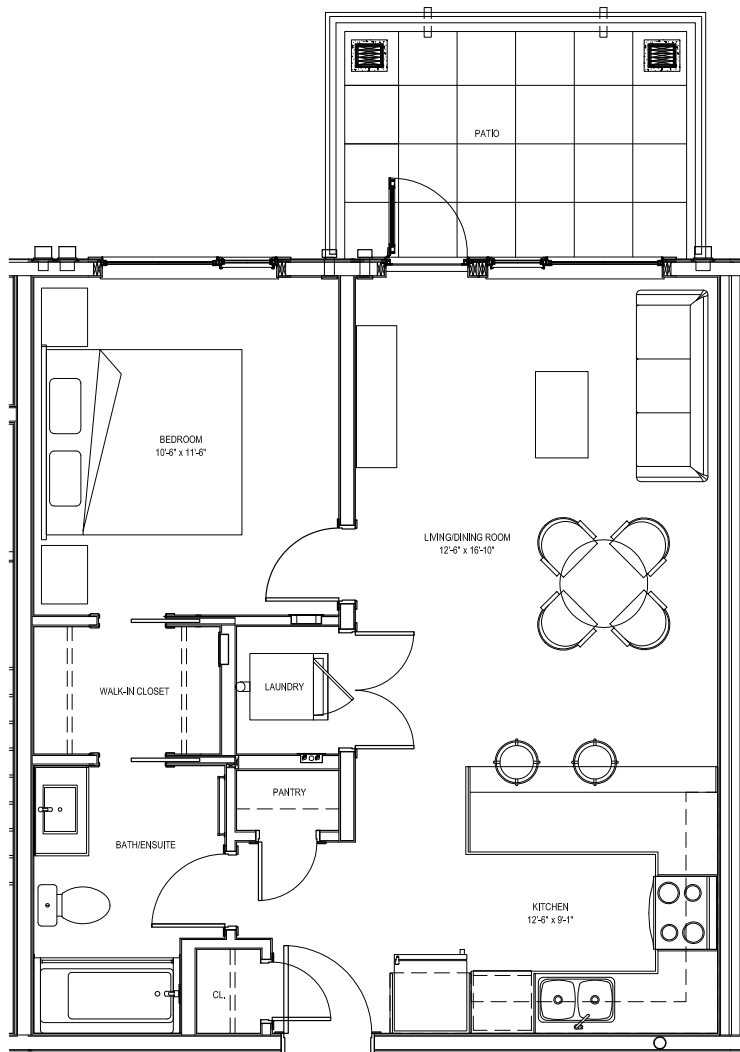 PATIO
BEDROOM
10'-6" x 11'-6"
LIVING/DINING ROOM
12'-6" x 16'-10"
WALK-IN CLOSET
LAUNDRY
PANTRY
BATH/ENSUITE
KITCHEN
12'-6" x 9'-1"
CL.